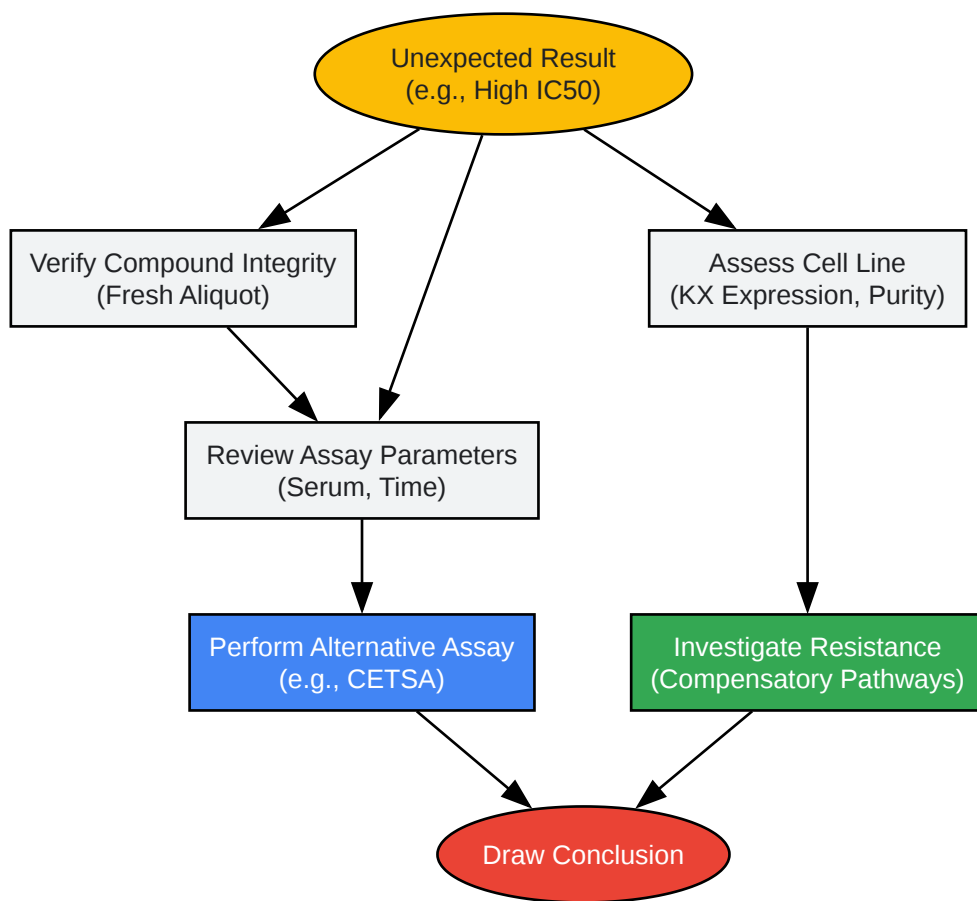 Unexpected Result
(e.g., High IC50)
Verify Compound Integrity
(Fresh Aliquot)
Assess Cell Line
(KX Expression, Purity)
Review Assay Parameters
(Serum, Time)
Perform Alternative Assay
(e.g., CETSA)
Investigate Resistance
(Compensatory Pathways)
Draw Conclusion